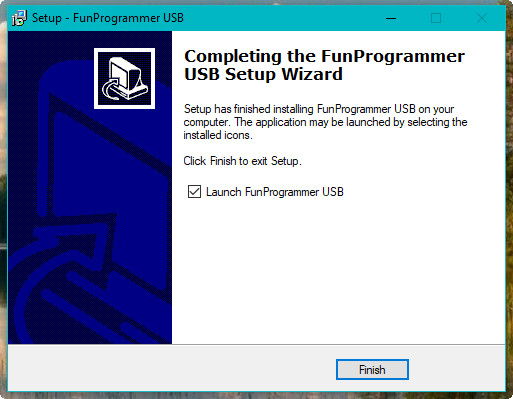 Setup - FunProgrammer USB
Completing the FunProgrammer
USB Setup Wizard
Setup has finished installing FunProgrammer USB on your
computer. The application may be launched by selecting the
installed icons.
Click Finish to exit Setup.
Launch FunProgrammer USB
Finish